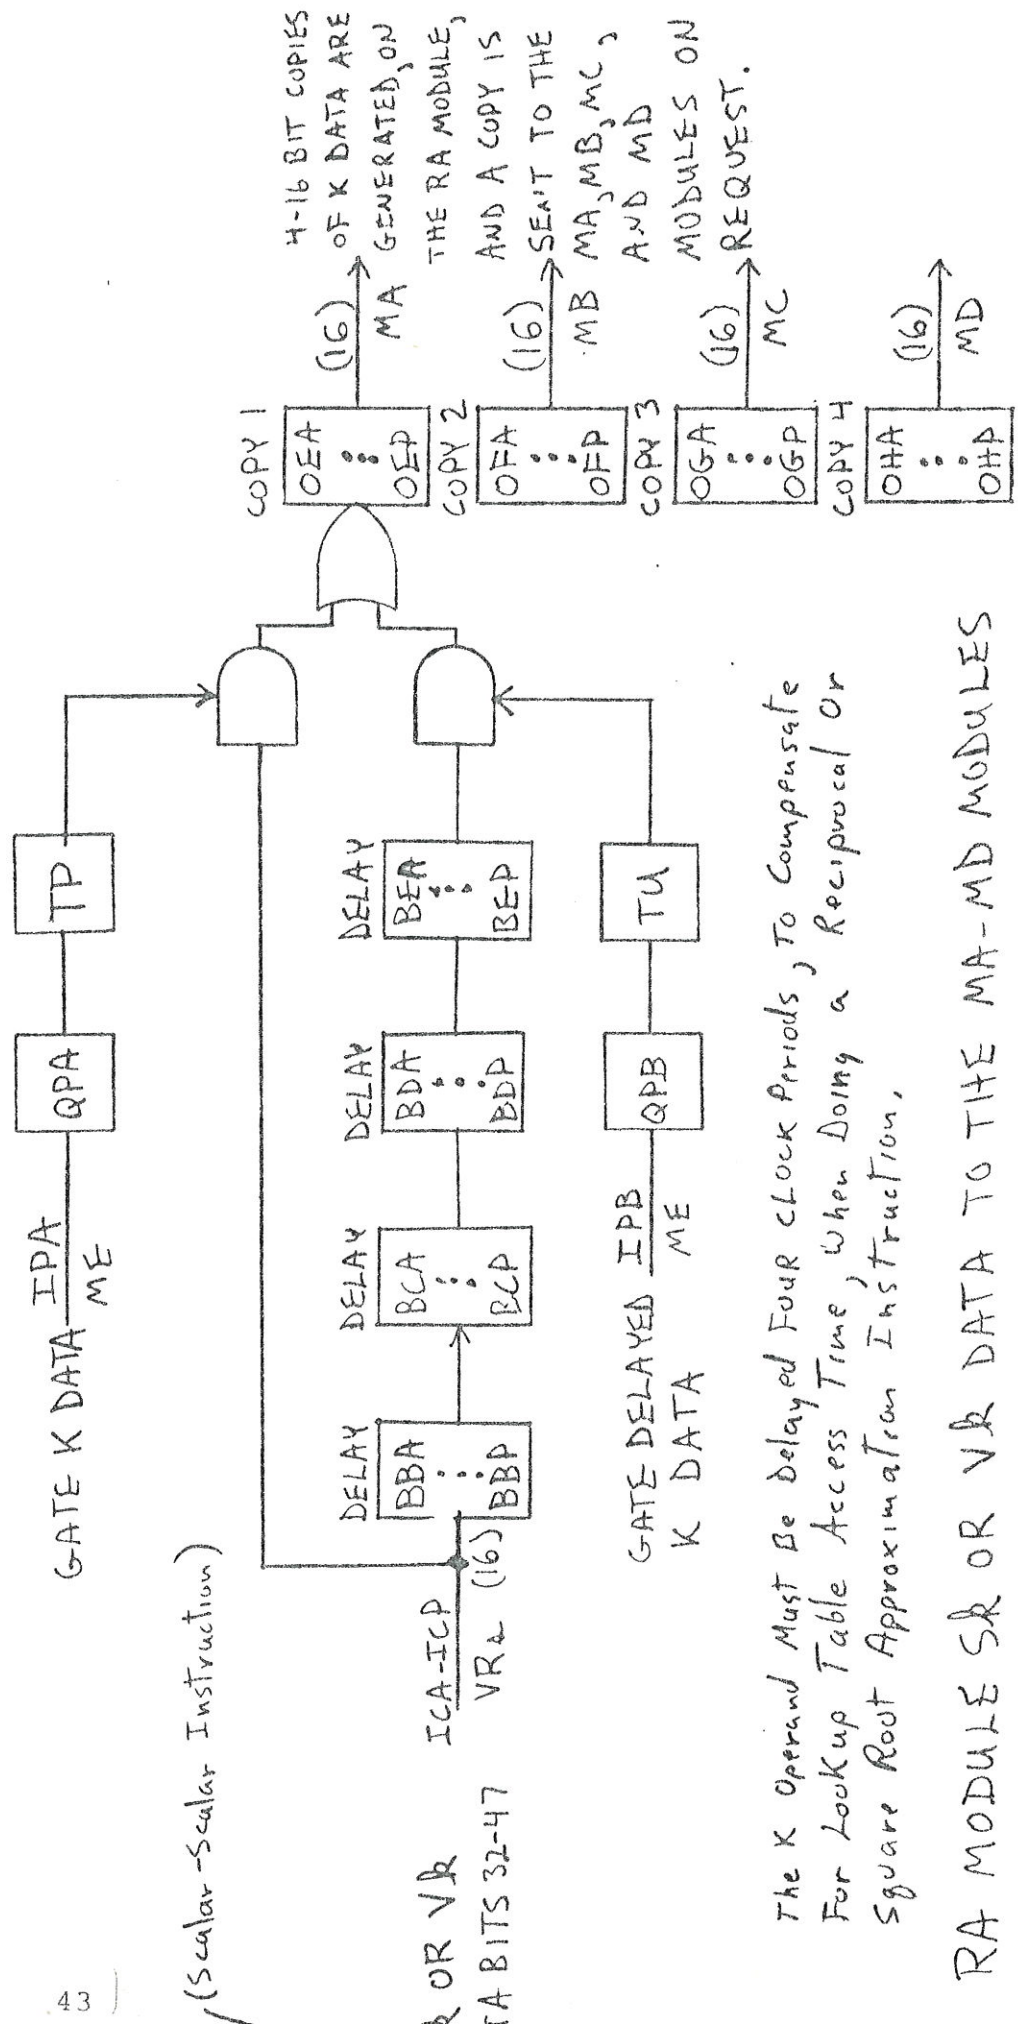 43
(Scalar-Scalar Instruction)
GATE K DATA
IPA
ME
QPA
TP
OR Vk
BITS 32-47
ICA-ICP
VR
(16)
DELAY
BBA
BBP
DELAY
BCA
BCP
DELAY
BDA
BDP
DELAY
BEA
BEP
GATE DELAYED
K DATA
IPB
ME
QPB
TU
COPY 1
OEA
OEP
(16)
MA
COPY 2
OFA
OFP
(16)
MB
COPY 3
OGA
OGP
(16)
MC
COPY 4
OHA
OHP
(16)
MD
4-16 BIT COPIES
OF K DATA ARE
GENERATED, ON
THE RA MODULE,
AND A COPY IS
SENT TO THE
MA, MB, MC,
AND MD
MODULES ON
REQUEST.
The K Operand Must Be Delayed Four CLOCK Periods, To Compensate
For Lookup Table Access Time, When Doing a Reciprocal Or
Square Root Approximation Instruction.
RA MODULE Sk OR Vk DATA TO THE MA-MD MODULES